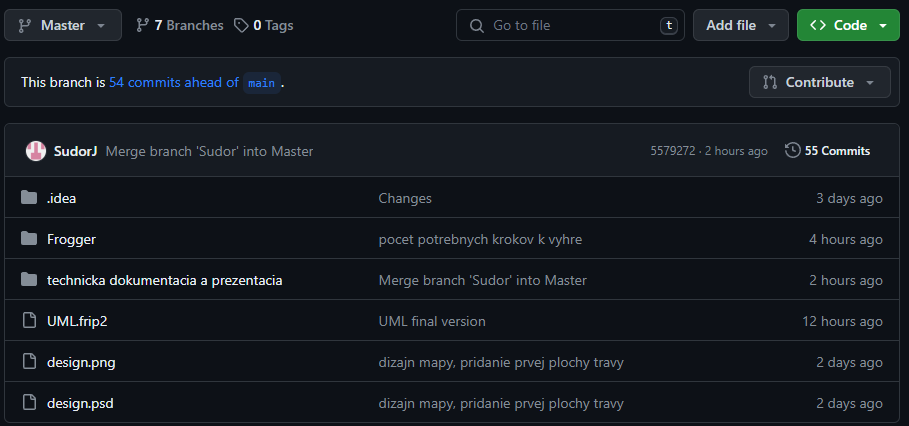 Master 7 Branches 0 Tags Go to file t Add file Code
This branch is 54 commits ahead of main.
Contribute
SudorJ Merge branch 'Sudor' into Master 5579272 · 2 hours ago 55 Commits
.idea Changes 3 days ago
Frogger pocet potrebnych krokov k vyhre 4 hours ago
technicka dokumentacia a prezentacia Merge branch 'Sudor' into Master 2 hours ago
UML.frip2 UML final version 12 hours ago
design.png dizajn mapy, pridanie prvej plochy travy 2 days ago
design.psd dizajn mapy, pridanie prvej plochy travy 2 days ago